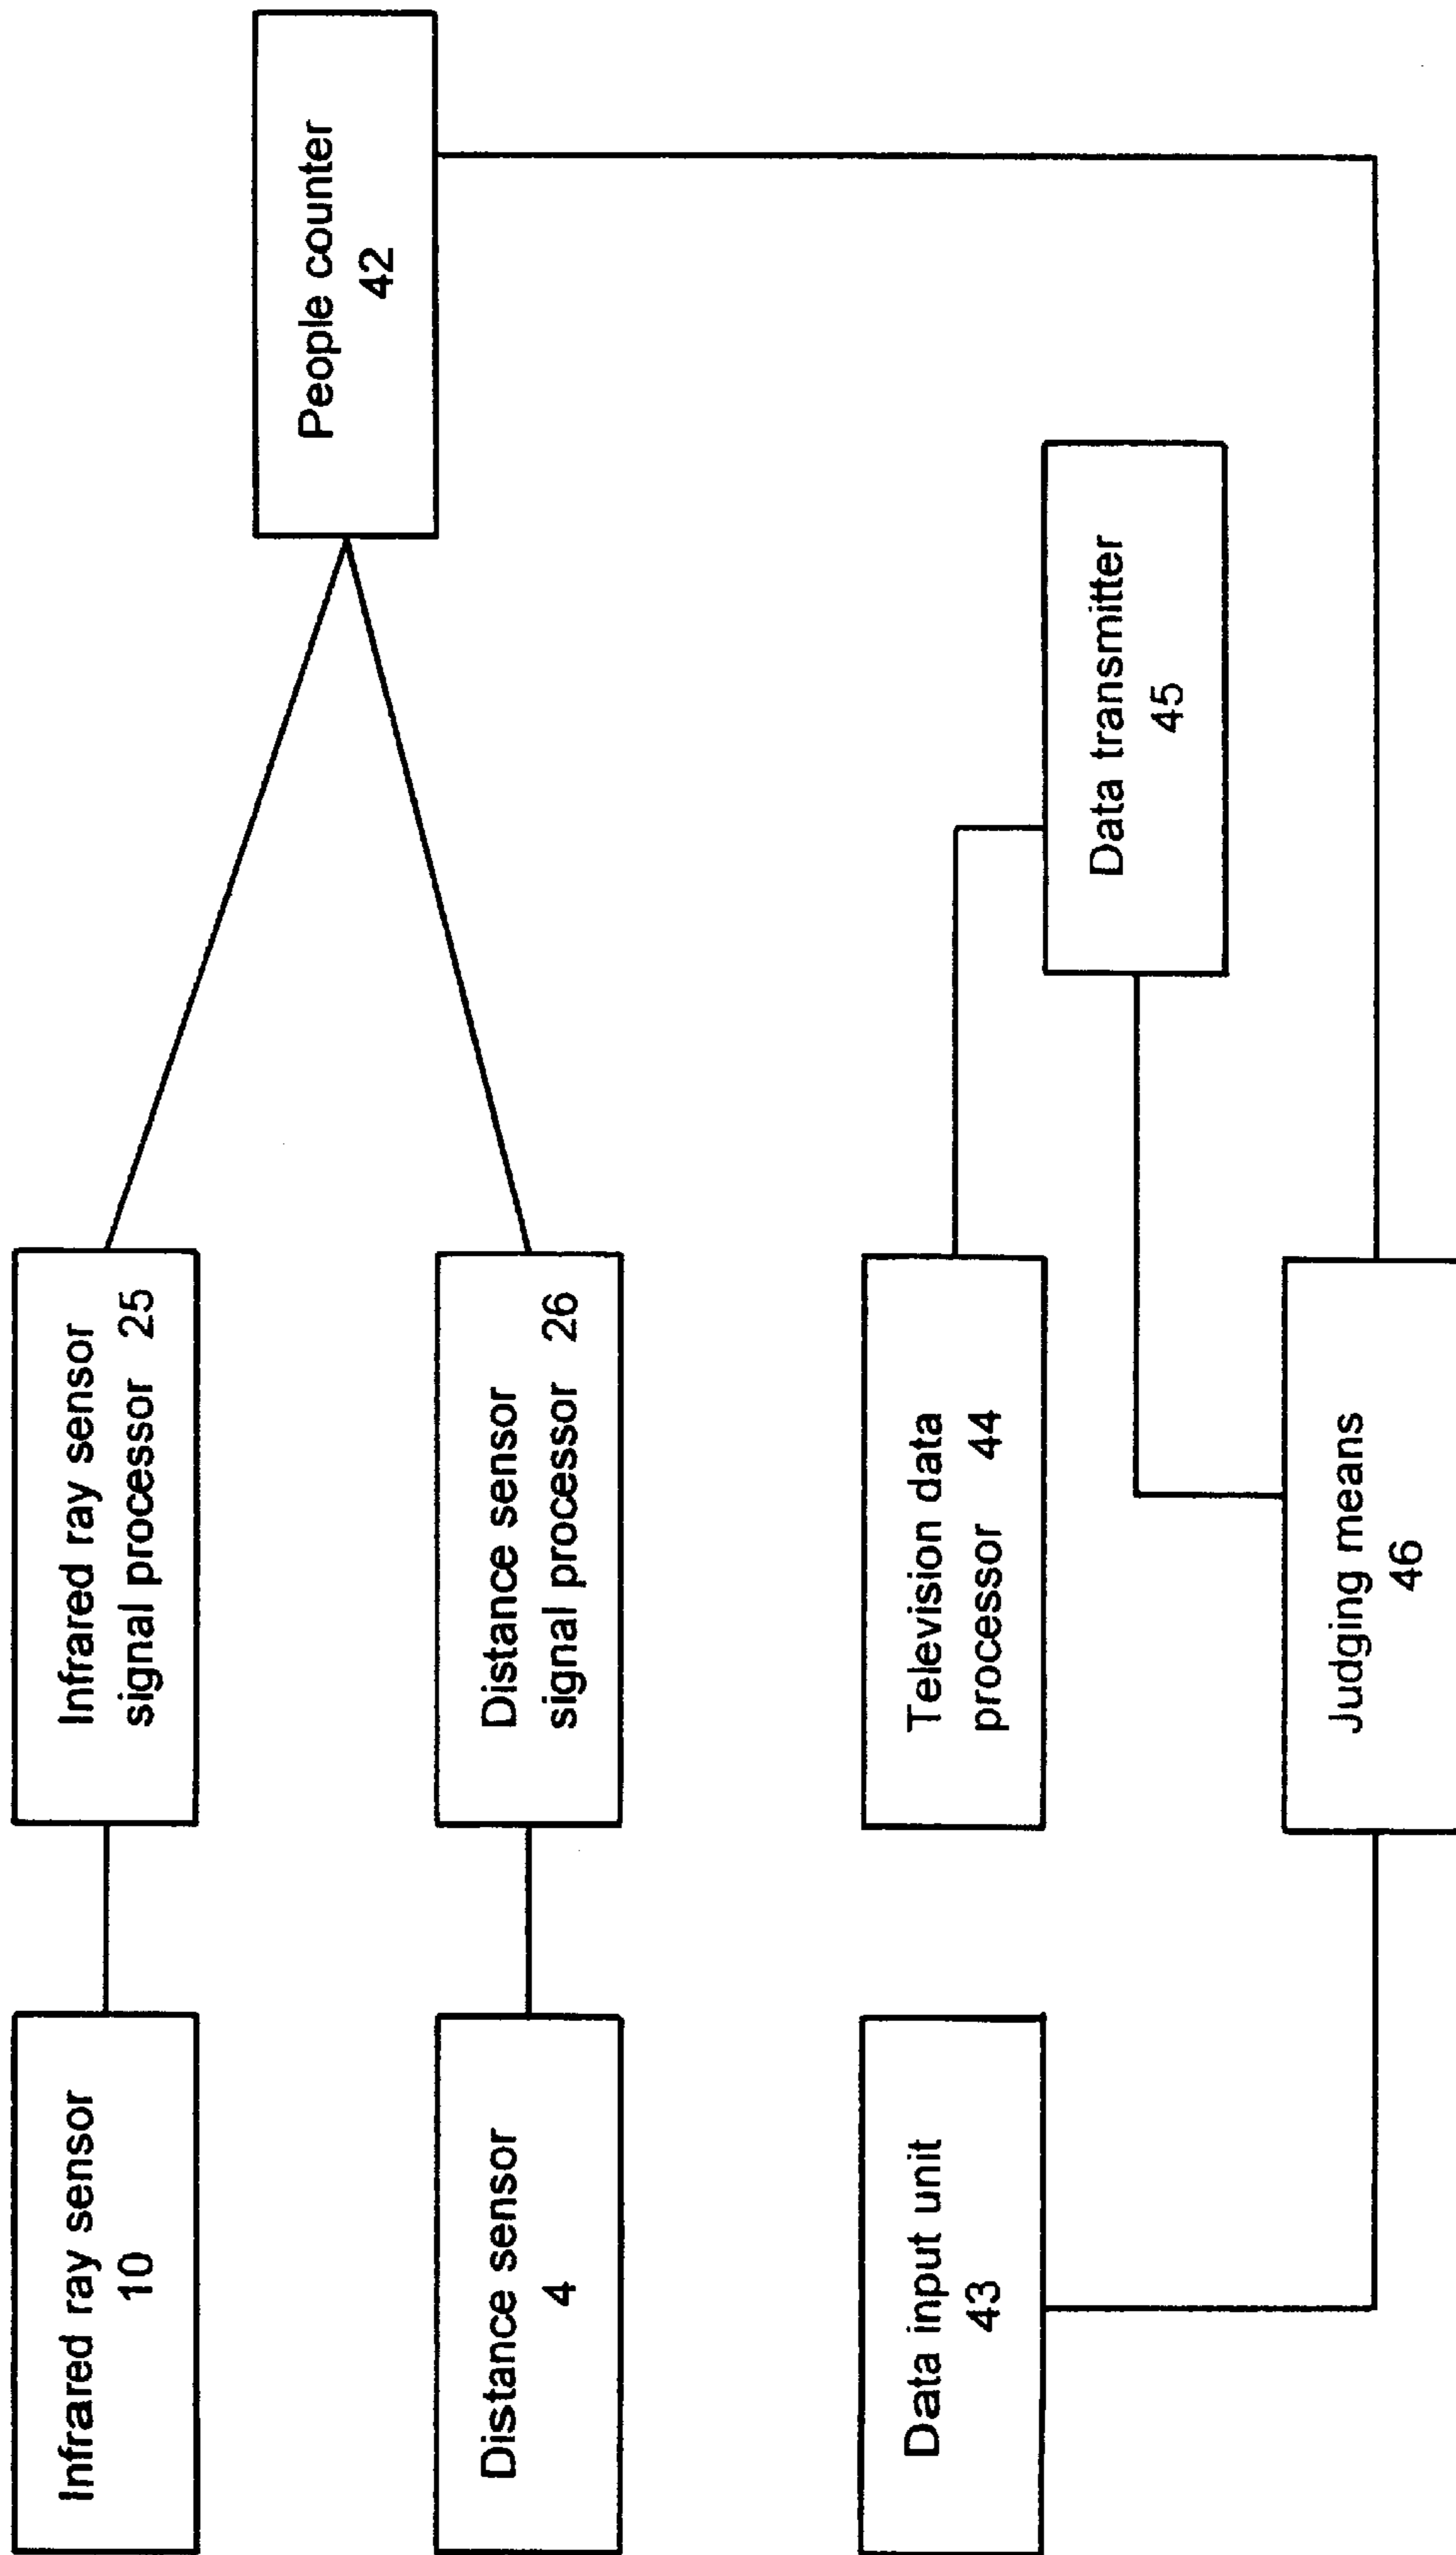 Infrared ray sensor
10
Infrared ray sensor
signal processor 25
People counter
42
Distance sensor
4
Distance sensor
signal processor 26
Data input unit
43
Television data
processor 44
Data transmitter
45
Judging means
46